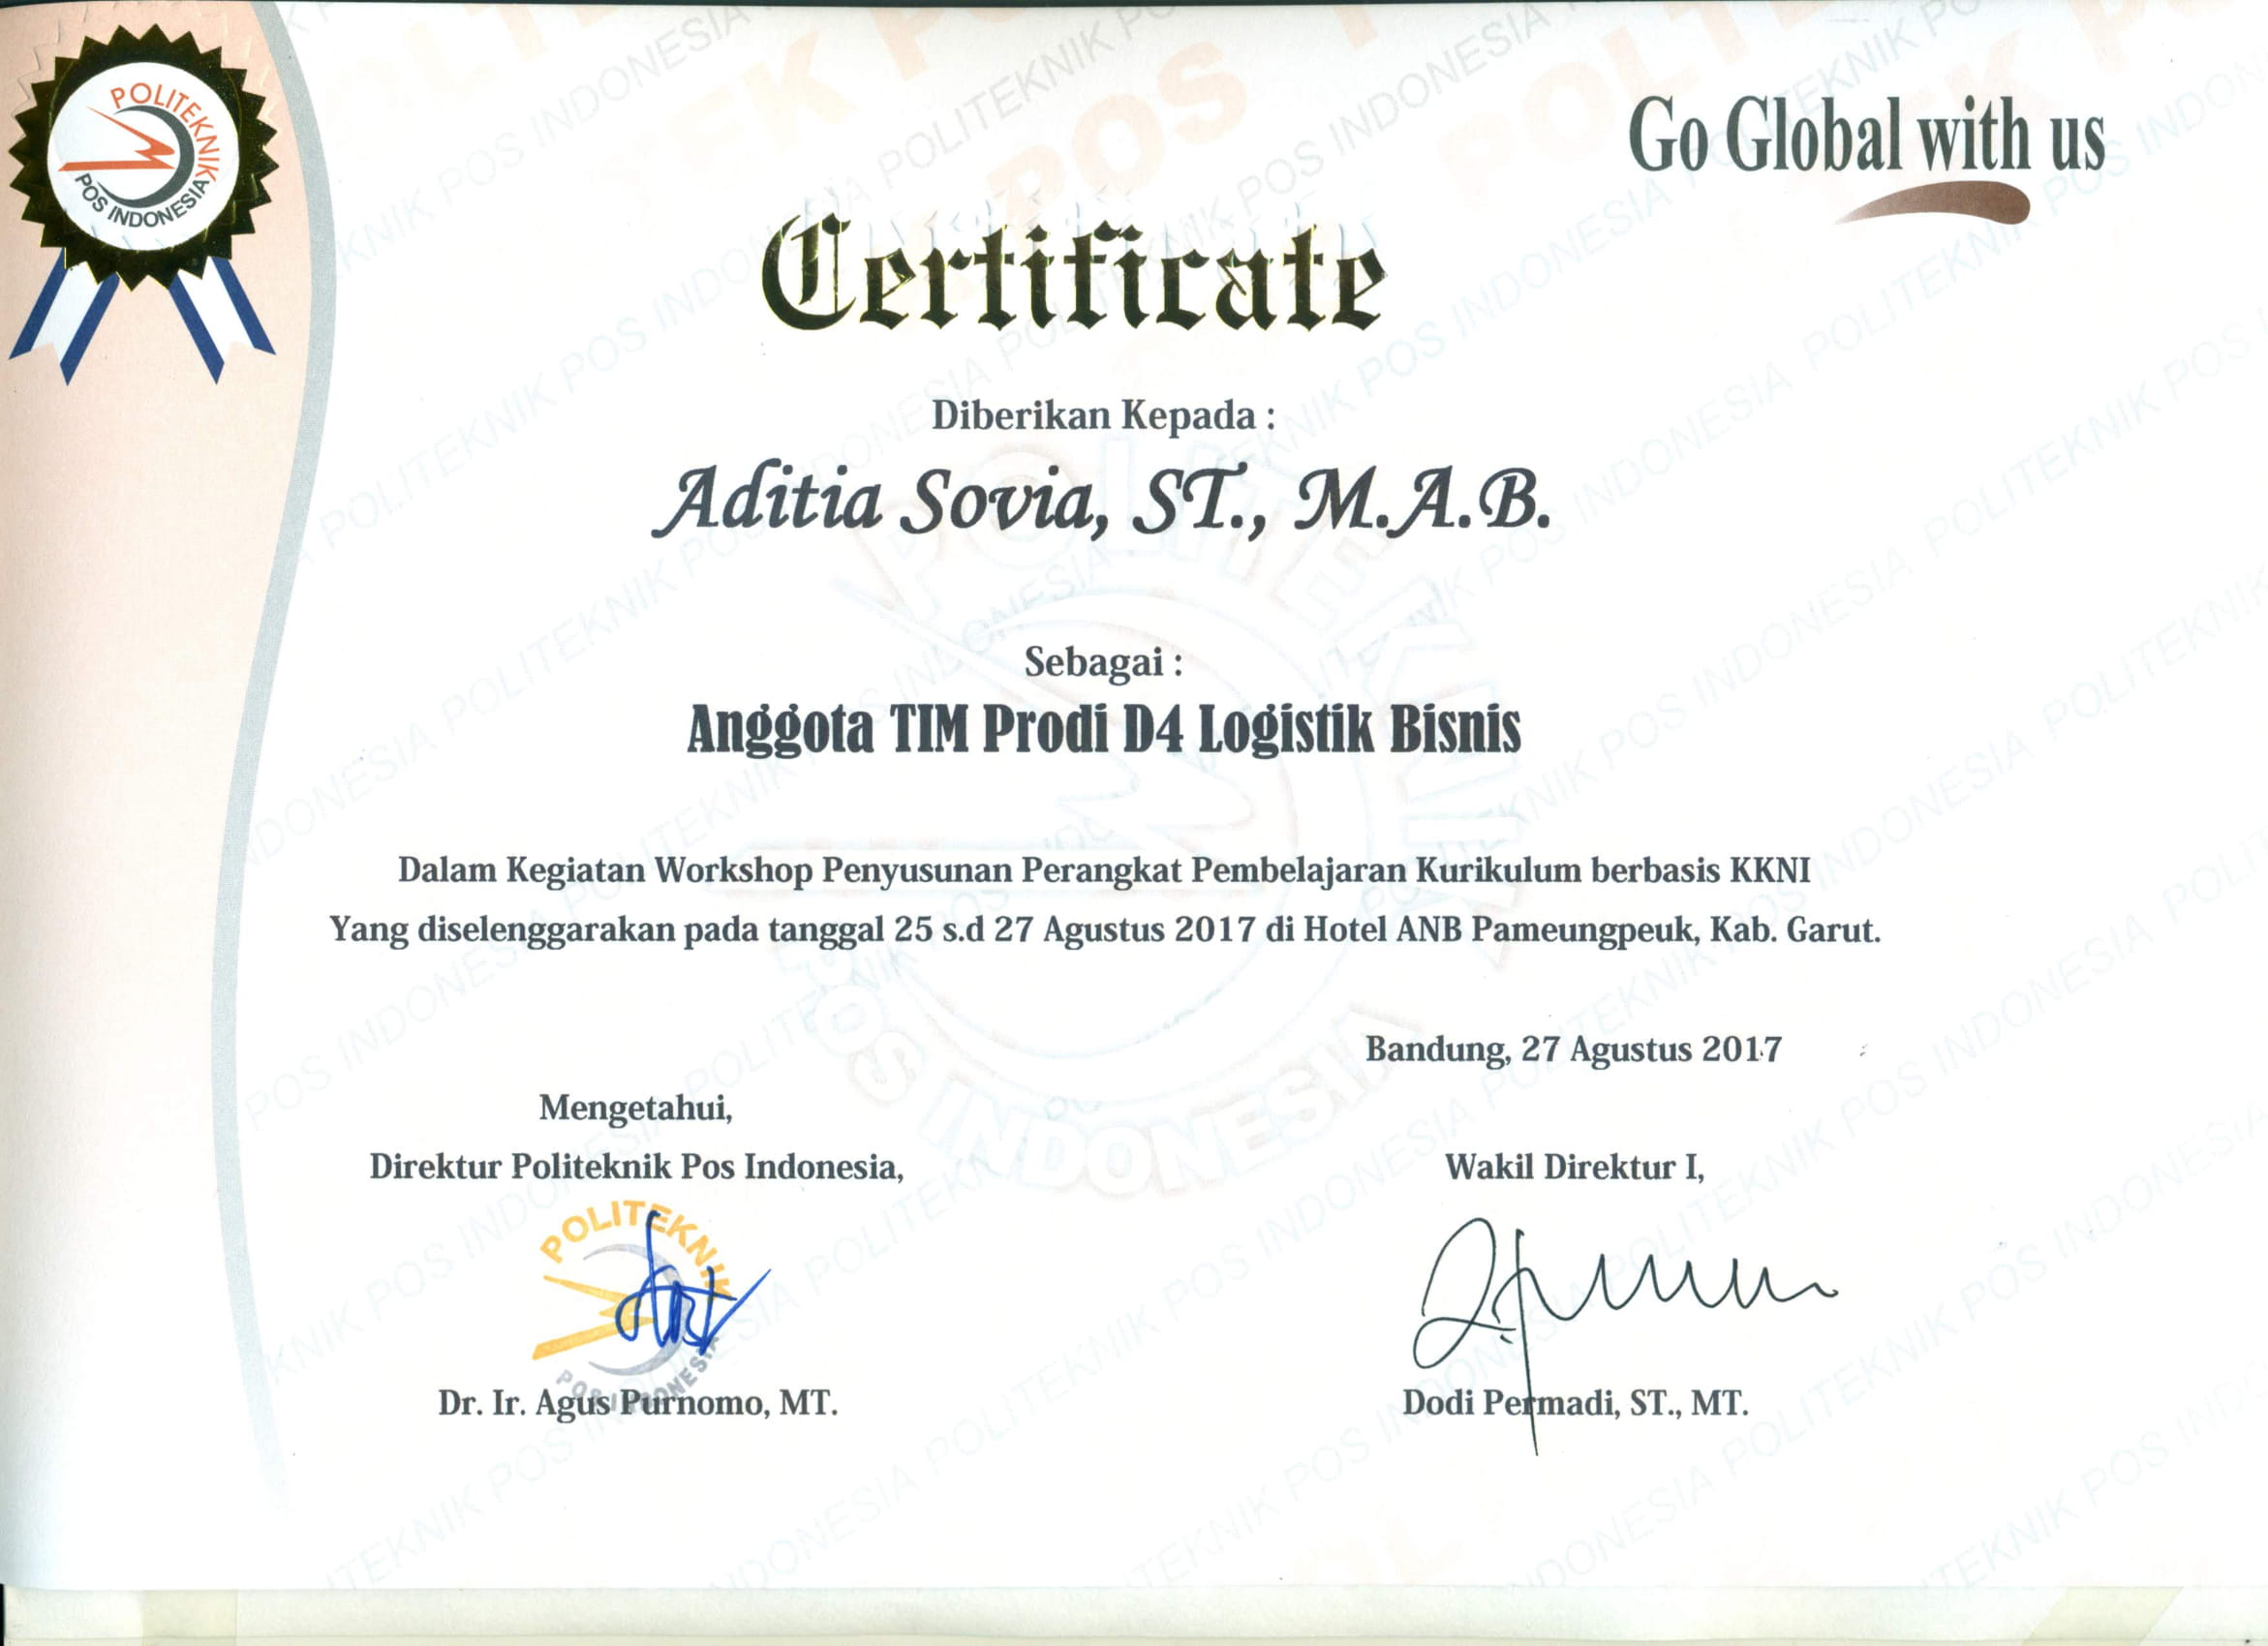 POLITEKNIK
POS INDONESIA
Go Global with us
Certificate
Diberikan Kepada :
Aditia Sovia, ST., M.A.B.
Sebagai :
Anggota TIM Prodi D4 Logistik Bisnis
Dalam Kegiatan Workshop Penyusunan Perangkat Pembelajaran Kurikulum berbasis KKNI
Yang diselenggarakan pada tanggal 25 s.d 27 Agustus 2017 di Hotel ANB Pameungpeuk, Kab. Garut.
Bandung, 27 Agustus 2017
Mengetahui,
Direktur Politeknik Pos Indonesia,
Wakil Direktur I,
POLITEKNIK
POS INDONESIA
Dr. Ir. Agus Purnomo, MT.
Dodi Permadi, ST., MT.